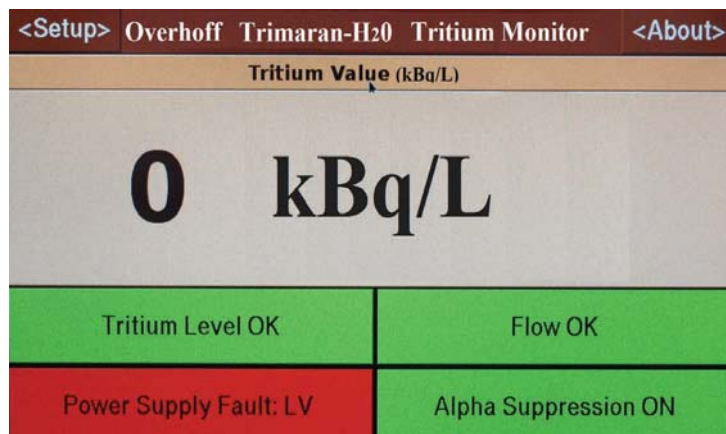 <Setup> Overhoff Trimaran-H20 Tritium Monitor <About>
Tritium Value (kBq/L)
0 kBq/L
Tritium Level OK Flow OK
Power Supply Fault: LV Alpha Suppression ON